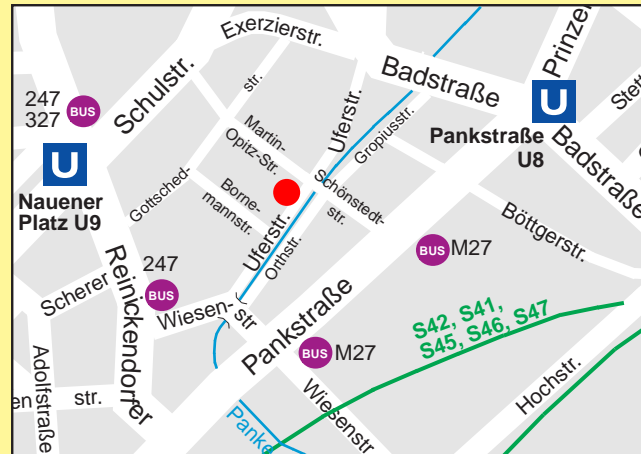 Exerzierstr.
Prinzen
Badstraße
Schulstr.
str.
Uferstr.
Stett
247
327
BUS
U
Martin-
Opitz-Str.
Gropiusstr.
Pankstraße
U8
Badstraße
U
Nauener
Platz U9
Gottsched-
Borne-
mannstr.
Schönstedt-
str.
Böttgerstr.
Uferstr.
Orthstr.
BUS
M27
247
BUS
Scherer
Reinickendorfer
Wiesen-
str
Pankstraße
S42, S41,
S45, S46, S47
BUS
M27
Adolfstraße
en
str.
Wiesenstr
Hochstr.
Panke